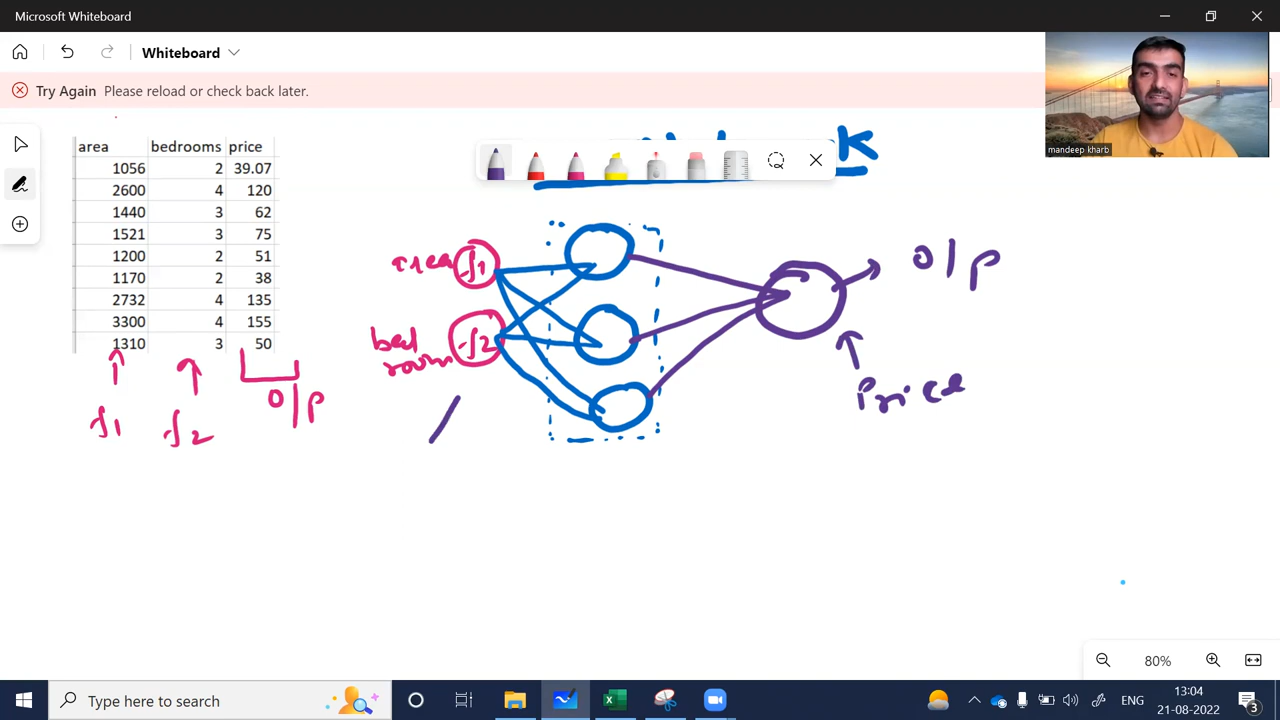 Microsoft Whiteboard
Whiteboard
Try Again Please reload or check back later.
mandeep kharb
area bedrooms price
1056 2 39.07
2600 4 120
1440 3 62
1521 3 75
1200 2 51
1170 2 38
2732 4 135
3300 4 155
1310 3 50
f1
f2
O/P
k
area f1
bed room f2
O/P
Price
80%
Type here to search
ENG
13:04
21-08-2022
3